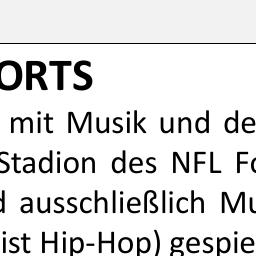 ORTS
mit Musik und de
Stadion des NFL Fo
d ausschließlich Mu
ist Hip-Hop) gespie